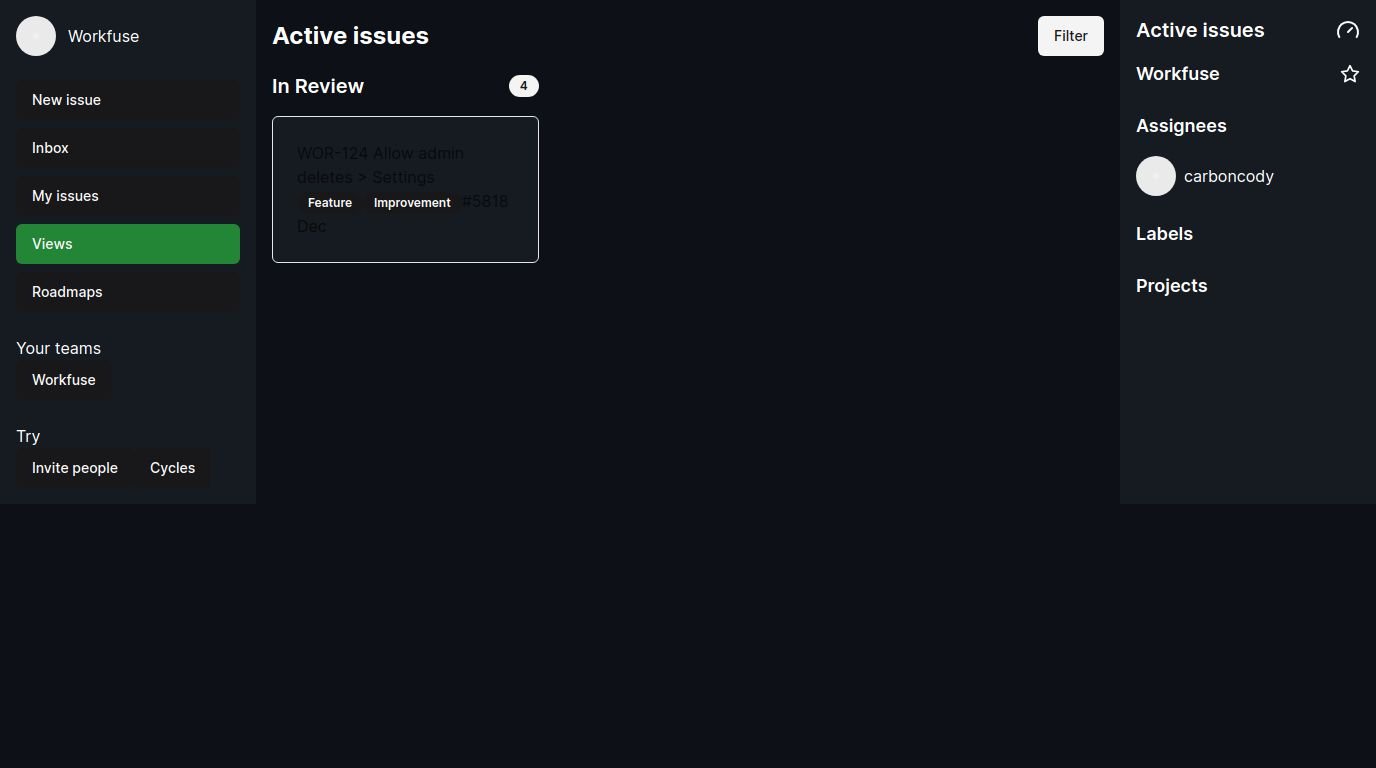 Workfuse
New issue
Inbox
My issues
Views
Roadmaps
Your teams
Workfuse
Try
Invite people
Cycles
Active issues
Filter
In Review
4
WOR-124 Allow admin
deletes > Settings
Feature Improvement #5818
Dec
Active issues
Workfuse
Assignees
carboncody
Labels
Projects